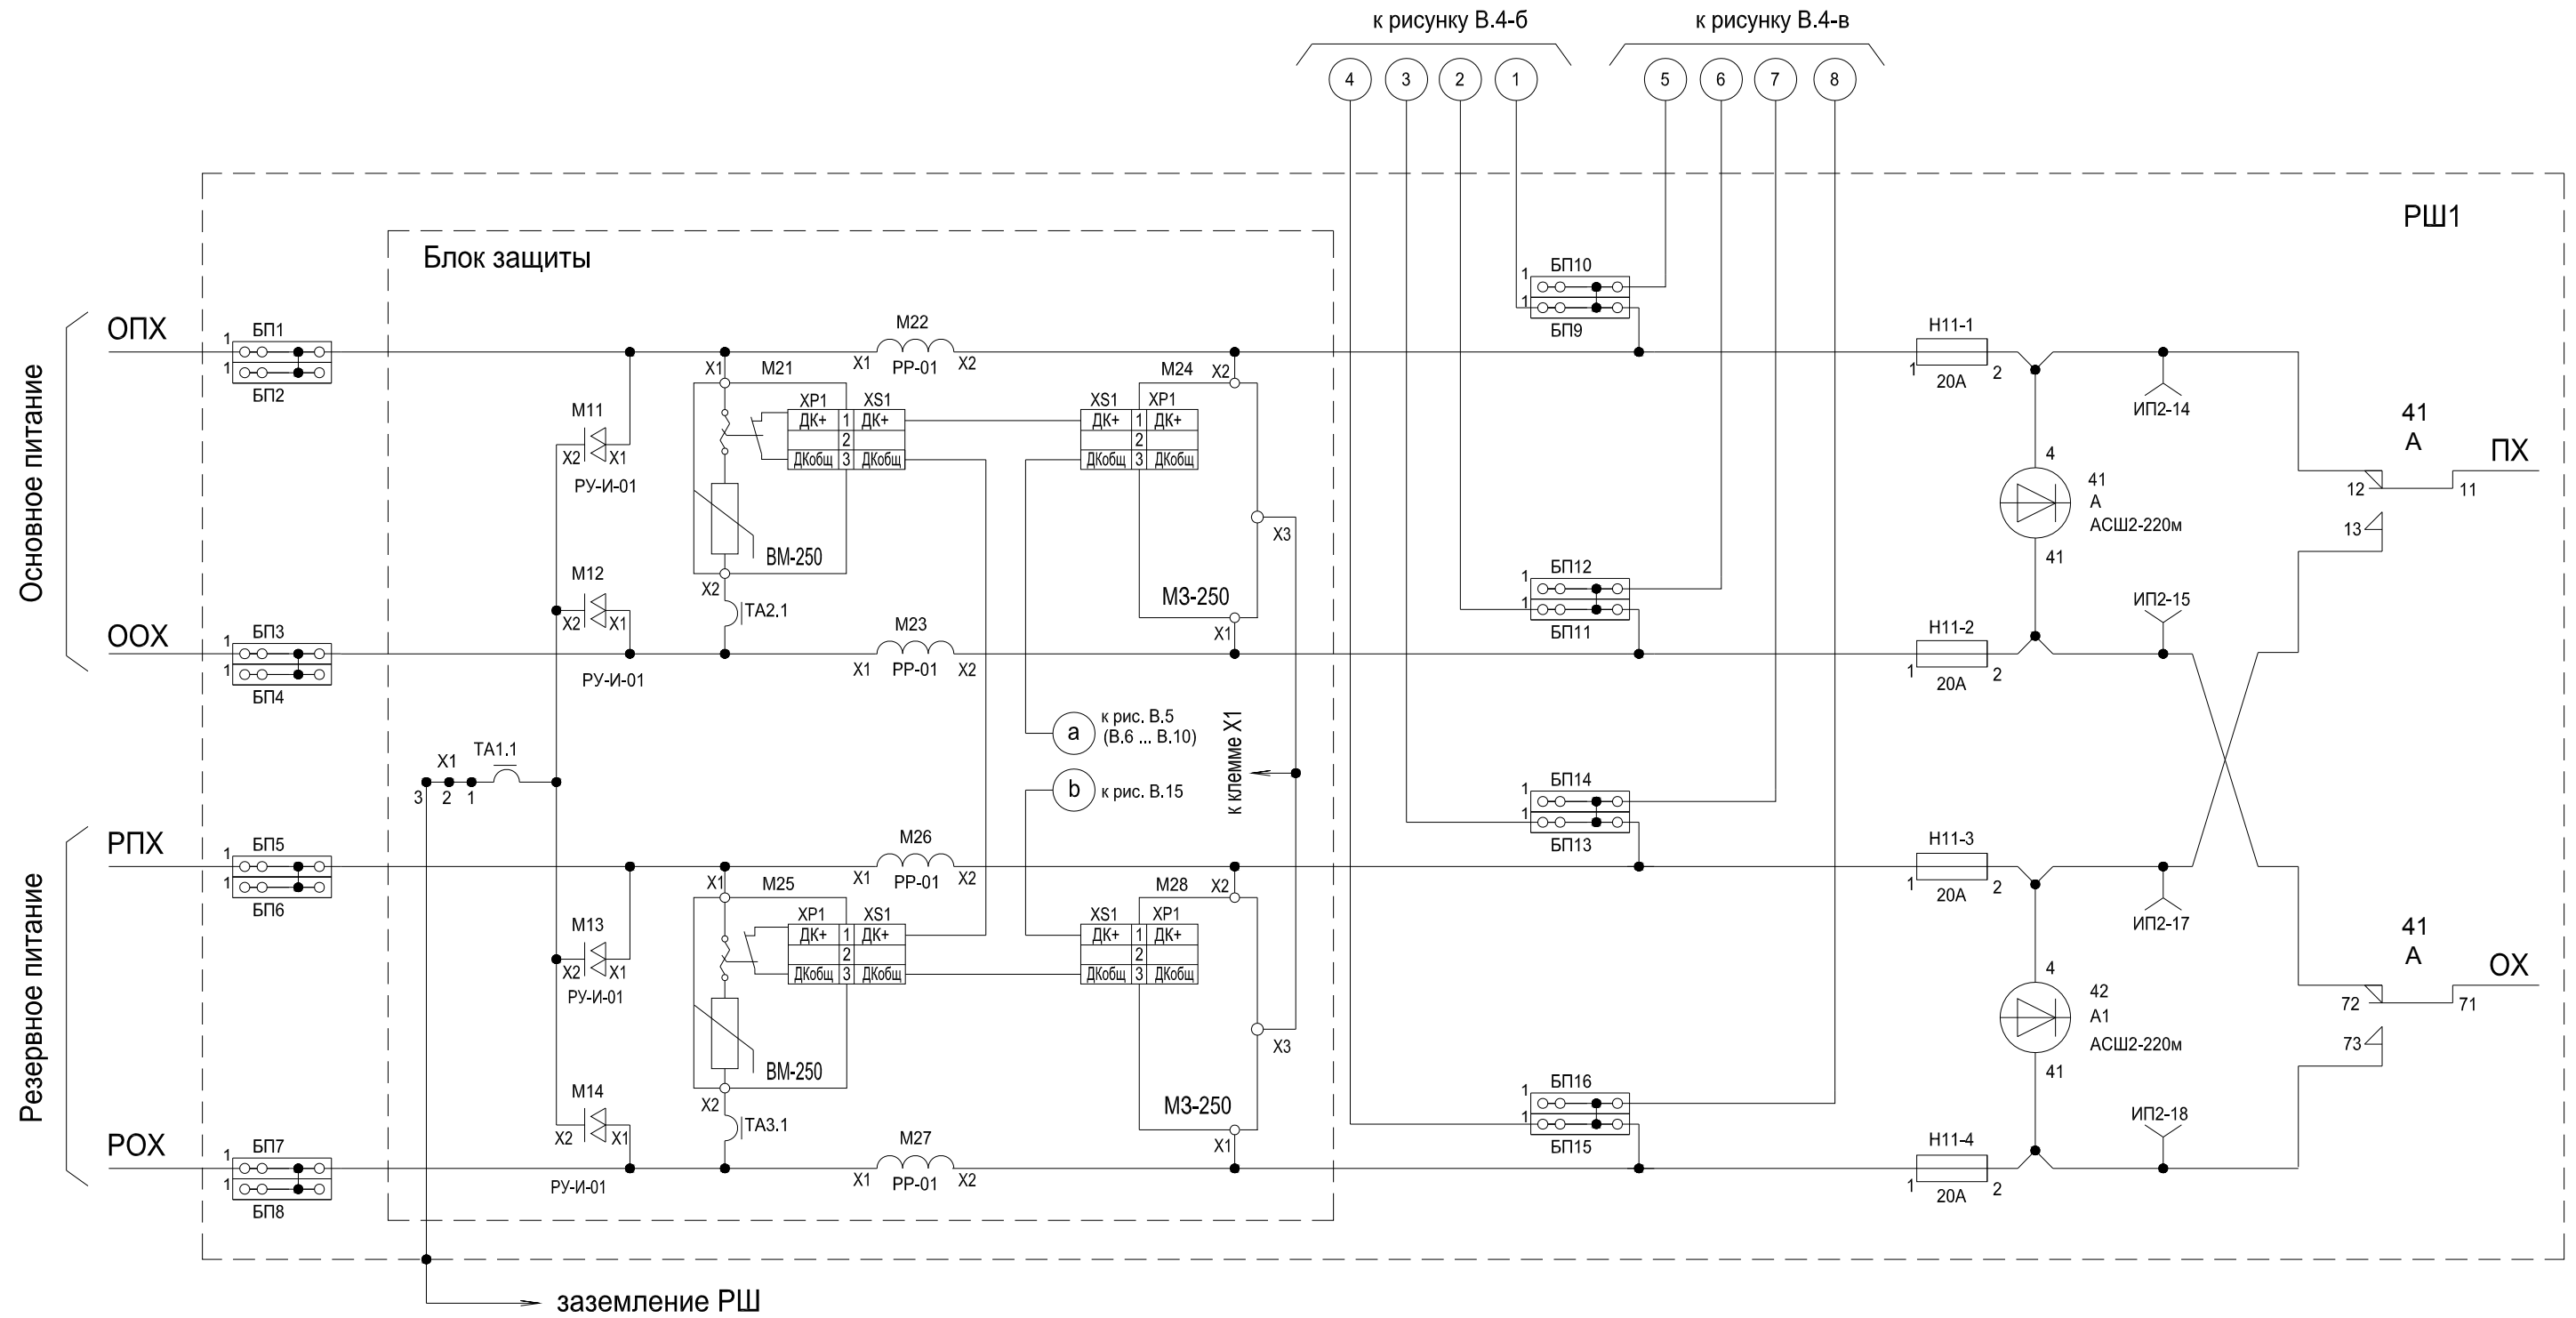 к рисунку В.4-б
к рисунку В.4-в
4 3 2 1 5 6 7 8
РШ1
Блок защиты
Основное питание
ОПХ
1 БП1
1 БП2
М11
X2 X1
РУ-И-01
М12
X2 X1
РУ-И-01
ООХ
1 БП3
1 БП4
X1 М21
XP1 XS1
ДК+ 1 ДК+
2
ДКобщ 3 ДКобщ
ВМ-250
X2
ТА2.1
М22
X1 РР-01 X2
М23
X1 РР-01 X2
М24 X2
XS1 XP1
ДК+ 1 ДК+
2
ДКобщ 3 ДКобщ
X3
МЗ-250
X1
а
к рис. В.5
(В.6 ... В.10)
b
к рис. В.15
к клемме X1
X1 ТА1.1
3 2 1
Резервное питание
РПХ
1 БП5
1 БП6
М13
X2 X1
РУ-И-01
М14
X2 X1
РУ-И-01
РОХ
1 БП7
1 БП8
X1 М25
XP1 XS1
ДК+ 1 ДК+
2
ДКобщ 3 ДКобщ
ВМ-250
X2
ТА3.1
М26
X1 РР-01 X2
М27
X1 РР-01 X2
М28 X2
XS1 XP1
ДК+ 1 ДК+
2
ДКобщ 3 ДКобщ
X3
МЗ-250
X1
1 БП10
1 БП9
1 БП12
1 БП11
1 БП14
1 БП13
1 БП16
1 БП15
Н11-1
1 20А 2
Н11-2
1 20А 2
Н11-3
1 20А 2
Н11-4
1 20А 2
4
41
А
АСШ2-220м
41
ИП2-14
ИП2-15
41
А
ПХ
12 11
13
4
42
А1
АСШ2-220м
41
ИП2-17
ИП2-18
41
А
ОХ
72 71
73
заземление РШ